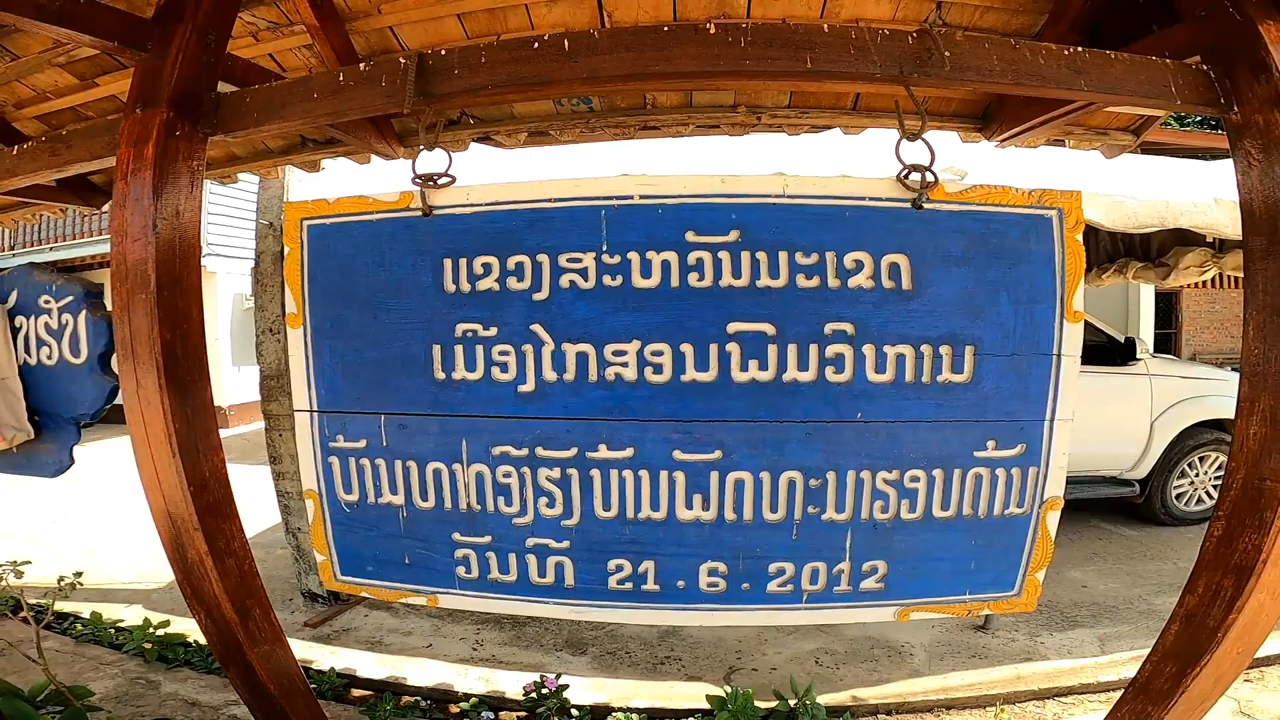 ແຂວງສະຫວັນນະເຂດ
ເມືອງໄກສອນພົມວິຫານ
ບ້ານທາດອີງຮັງບ້ານພັດທະນາຮອບດ້ານ
ວັນທີ 21.6.2012